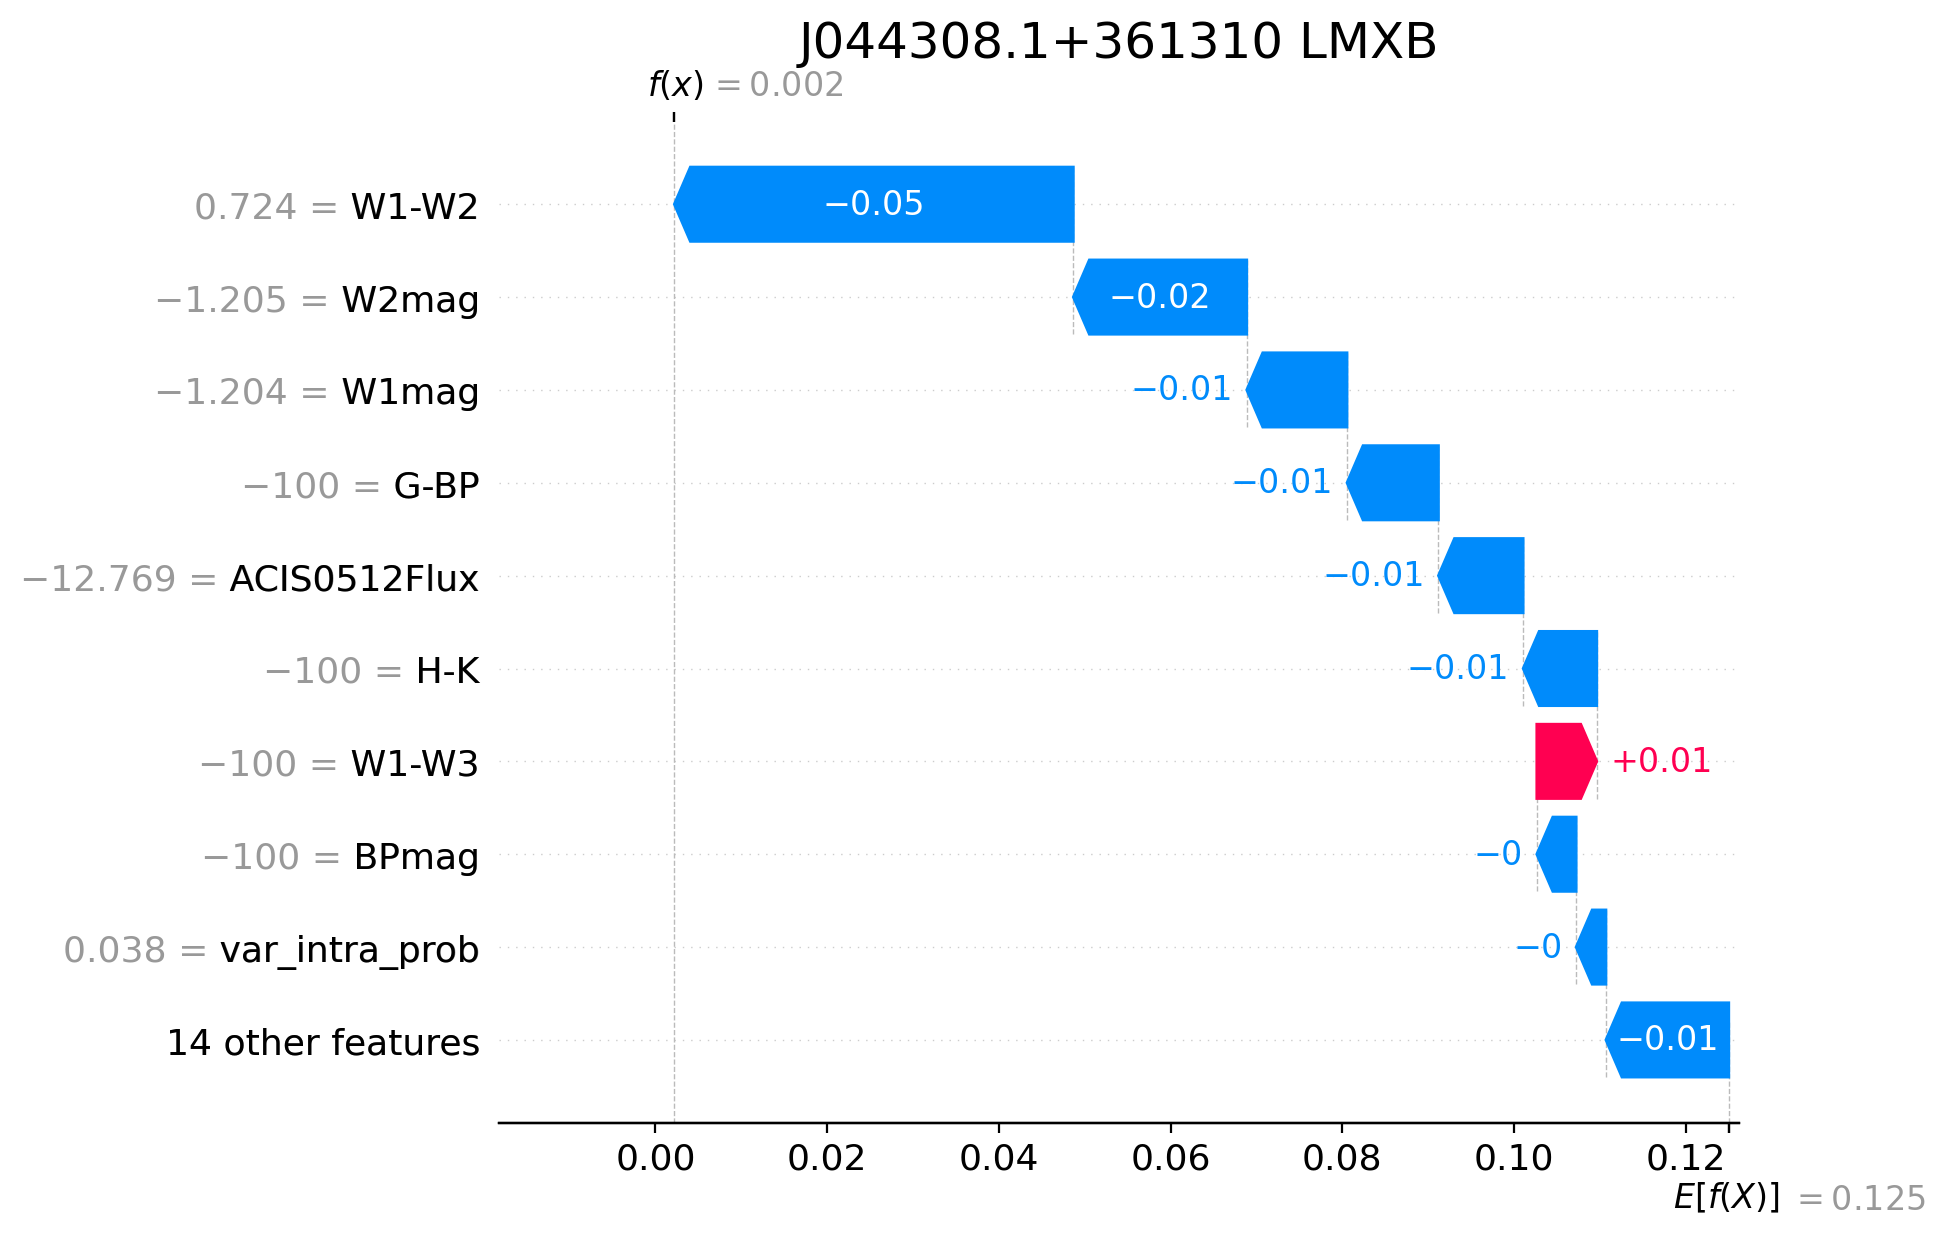 J044308.1+361310 LMXB
f(x) = 0.002
0.724 = W1-W2
−0.05
−1.205 = W2mag
−0.02
−1.204 = W1mag
−0.01
−100 = G-BP
−0.01
−12.769 = ACIS0512Flux
−0.01
−100 = H-K
−0.01
−100 = W1-W3
+0.01
−100 = BPmag
−0
0.038 = var_intra_prob
−0
14 other features
−0.01
0.00 0.02 0.04 0.06 0.08 0.10 0.12
E[f(X)] = 0.125